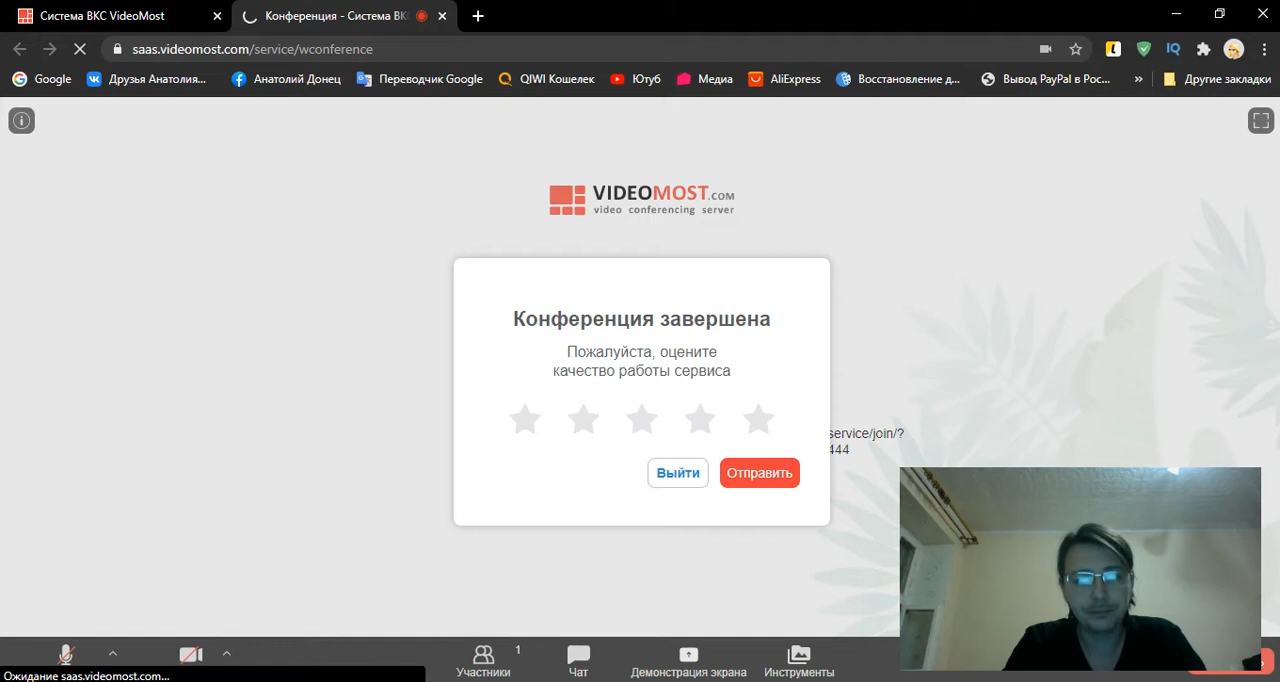 Система ВКС VideoMost
Конференция - Система ВК
saas.videomost.com/service/wconference
IQ
Google
Друзья Анатолия...
Анатолий Донец
Переводчик Google
QIWI Кошелек
Ютуб
Медиа
AliExpress
Восстановление д...
Вывод PayPal в Рос...
»
Другие закладки
VIDEOMOST.COM
video conferencing server
Конференция завершена
Пожалуйста, оцените
качество работы сервиса
service/join/?
444
Выйти
Отправить
1
Участники
Чат
Демонстрация экрана
Инструменты
Ожидание saas.videomost.com...